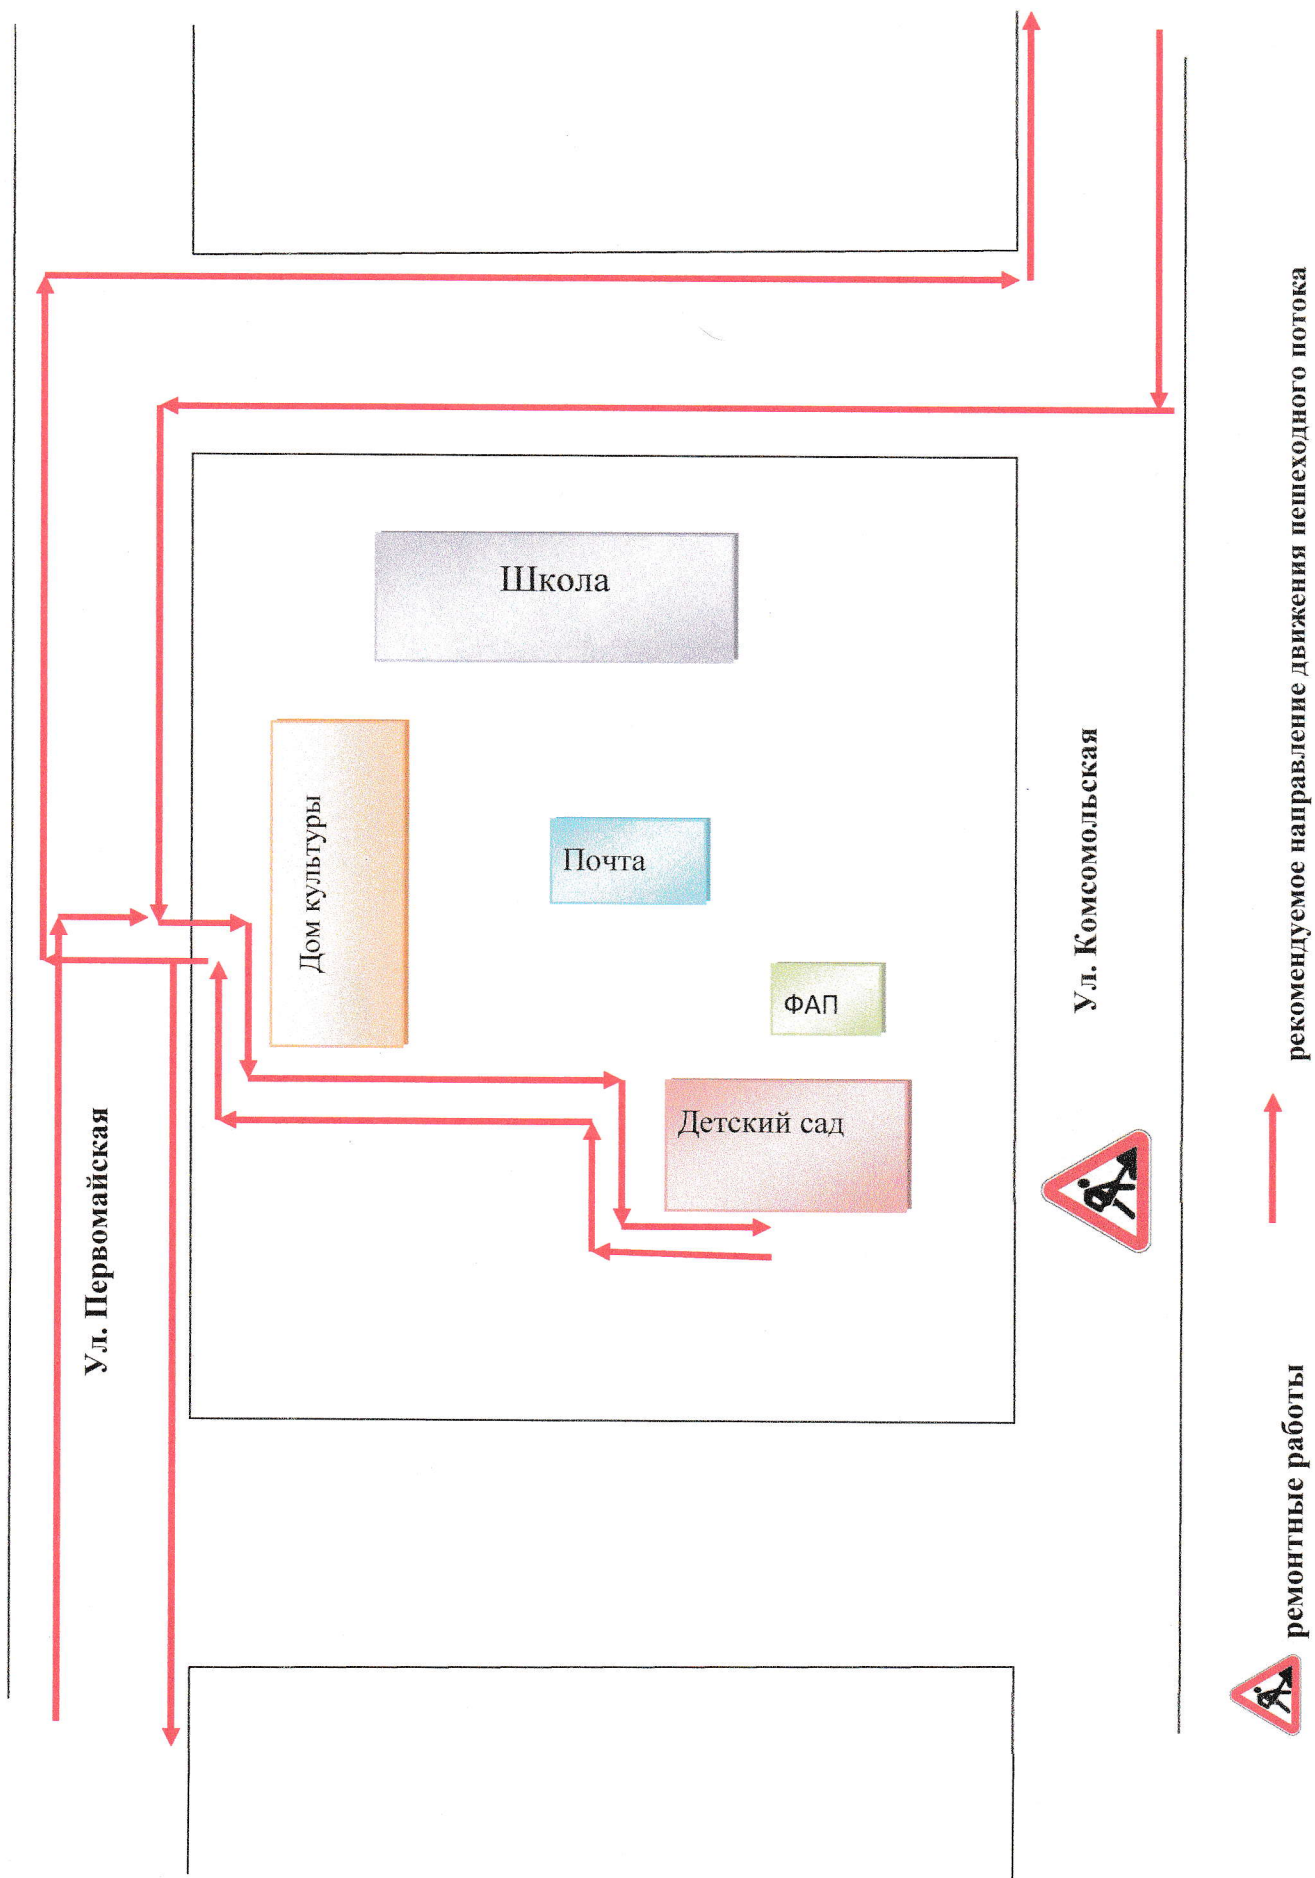 Ул. Первомайская
Дом культуры
Школа
Почта
ФАП
Детский сад
Ул. Комсомольская
ремонтные работы
рекомендуемое направление движения пешеходного потока